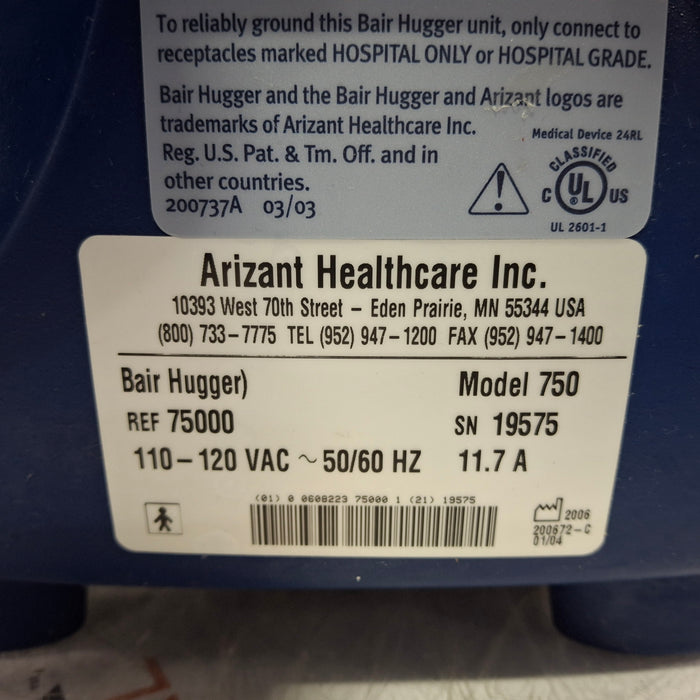 To reliably ground this Bair Hugger unit, only connect to
receptacles marked HOSPITAL ONLY or HOSPITAL GRADE.
Bair Hugger and the Bair Hugger and Arizant logos are
trademarks of Arizant Healthcare Inc.
Reg. U.S. Pat. & Tm. Off. and in
other countries.
200737A 03/03
Medical Device 24RL
CLASSIFIED
C UL US
®
UL 2601-1
Arizant Healthcare Inc.
10393 West 70th Street – Eden Prairie, MN 55344 USA
(800) 733-7775 TEL (952) 947-1200 FAX (952) 947-1400
Bair Hugger) Model 750
REF 75000 SN 19575
110-120 VAC ~ 50/60 HZ 11.7 A
(01) 0 0608223 75000 1 (21) 19575
2006
200672-C
01/04